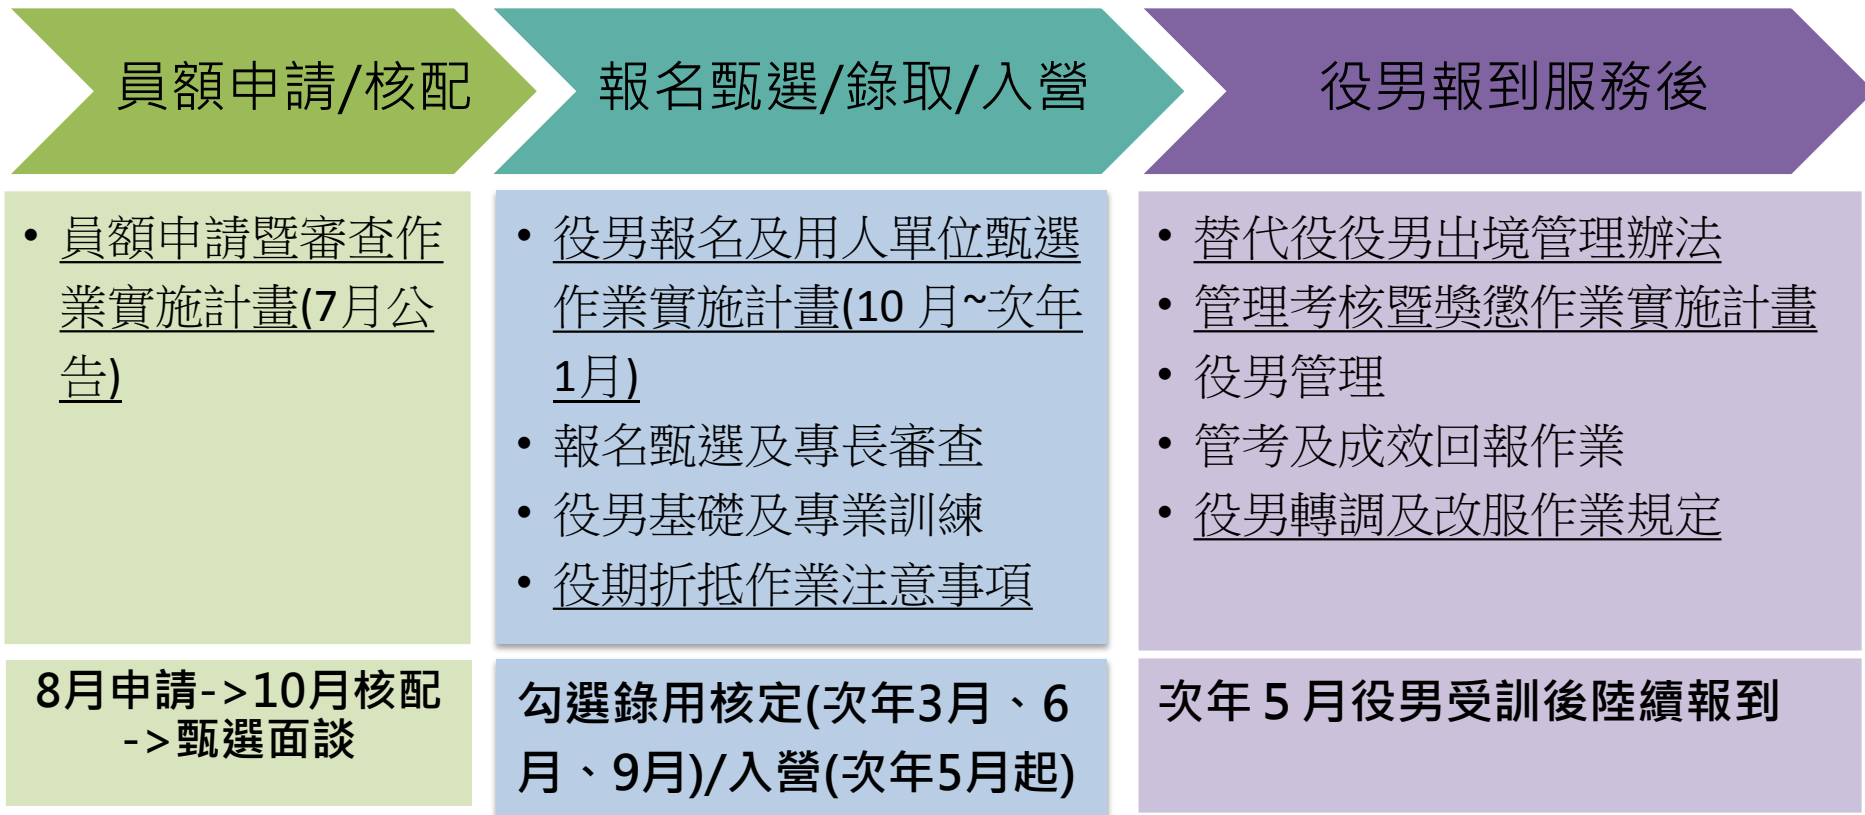 員額申請/核配
報名甄選/錄取/入營
役男報到服務後
• 員額申請暨審查作
業實施計畫(7月公
告)
• 役男報名及用人單位甄選
作業實施計畫(10 月~次年
1月)
• 報名甄選及專長審查
• 役男基礎及專業訓練
• 役期折抵作業注意事項
• 替代役役男出境管理辦法
• 管理考核暨獎懲作業實施計畫
• 役男管理
• 管考及成效回報作業
• 役男轉調及改服作業規定
8月申請->10月核配
->甄選面談
勾選錄用核定(次年3月、6
月、9月)/入營(次年5月起)
次年 5 月役男受訓後陸續報到